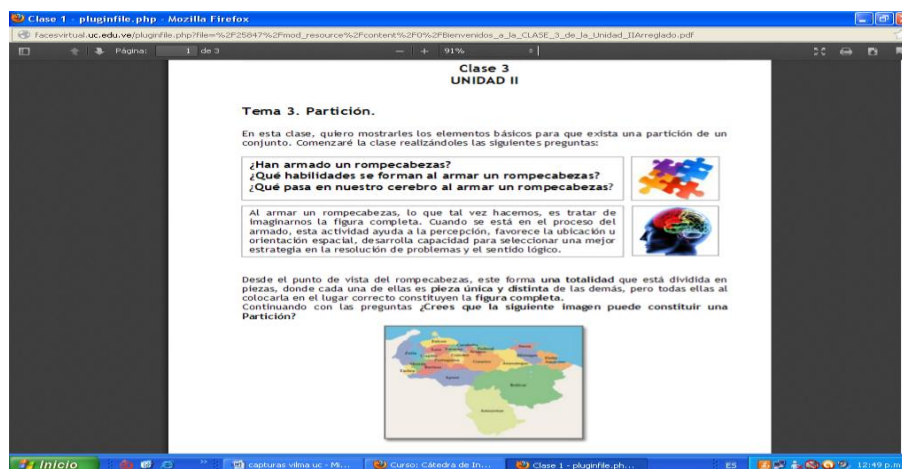 Clase 1 - pluginfile.php - Mozilla Firefox
facesvirtual.uc.edu.ve/pluginfile.php?file=%2F25847%2Fmod_resource%2Fcontent%2F0%2FBienvenidos_a_la_CLASE_3_de_la_Unidad_IIArreglado.pdf
Página: 1 de 3 91%
Clase 3
UNIDAD II
Tema 3. Partición.
En esta clase, quiero mostrarles los elementos básicos para que exista una partición de un
conjunto. Comenzaré la clase realizándoles las siguientes preguntas:
¿Han armado un rompecabezas?
¿Qué habilidades se forman al armar un rompecabezas?
¿Qué pasa en nuestro cerebro al armar un rompecabezas?
Al armar un rompecabezas, lo que tal vez hacemos, es tratar de
imaginarnos la figura completa. Cuando se está en el proceso del
armado, esta actividad ayuda a la percepción, favorece la ubicación u
orientación espacial, desarrolla capacidad para seleccionar una mejor
estrategia en la resolución de problemas y el sentido lógico.
Desde el punto de vista del rompecabezas, este forma una totalidad que está dividida en
piezas, donde cada una de ellas es pieza única y distinta de las demás, pero todas ellas al
colocarla en el lugar correcto constituyen la figura completa.
Continuando con las preguntas ¿Crees que la siguiente imagen puede constituir una
Partición?
Falcón
Zulia
Lara
Apure
Bolívar
Amazonas
Inicio
capturas vilma uc - Mi...
Curso: Cátedra de In...
Clase 1 - pluginfile.ph...
ES
12:49 p.m.